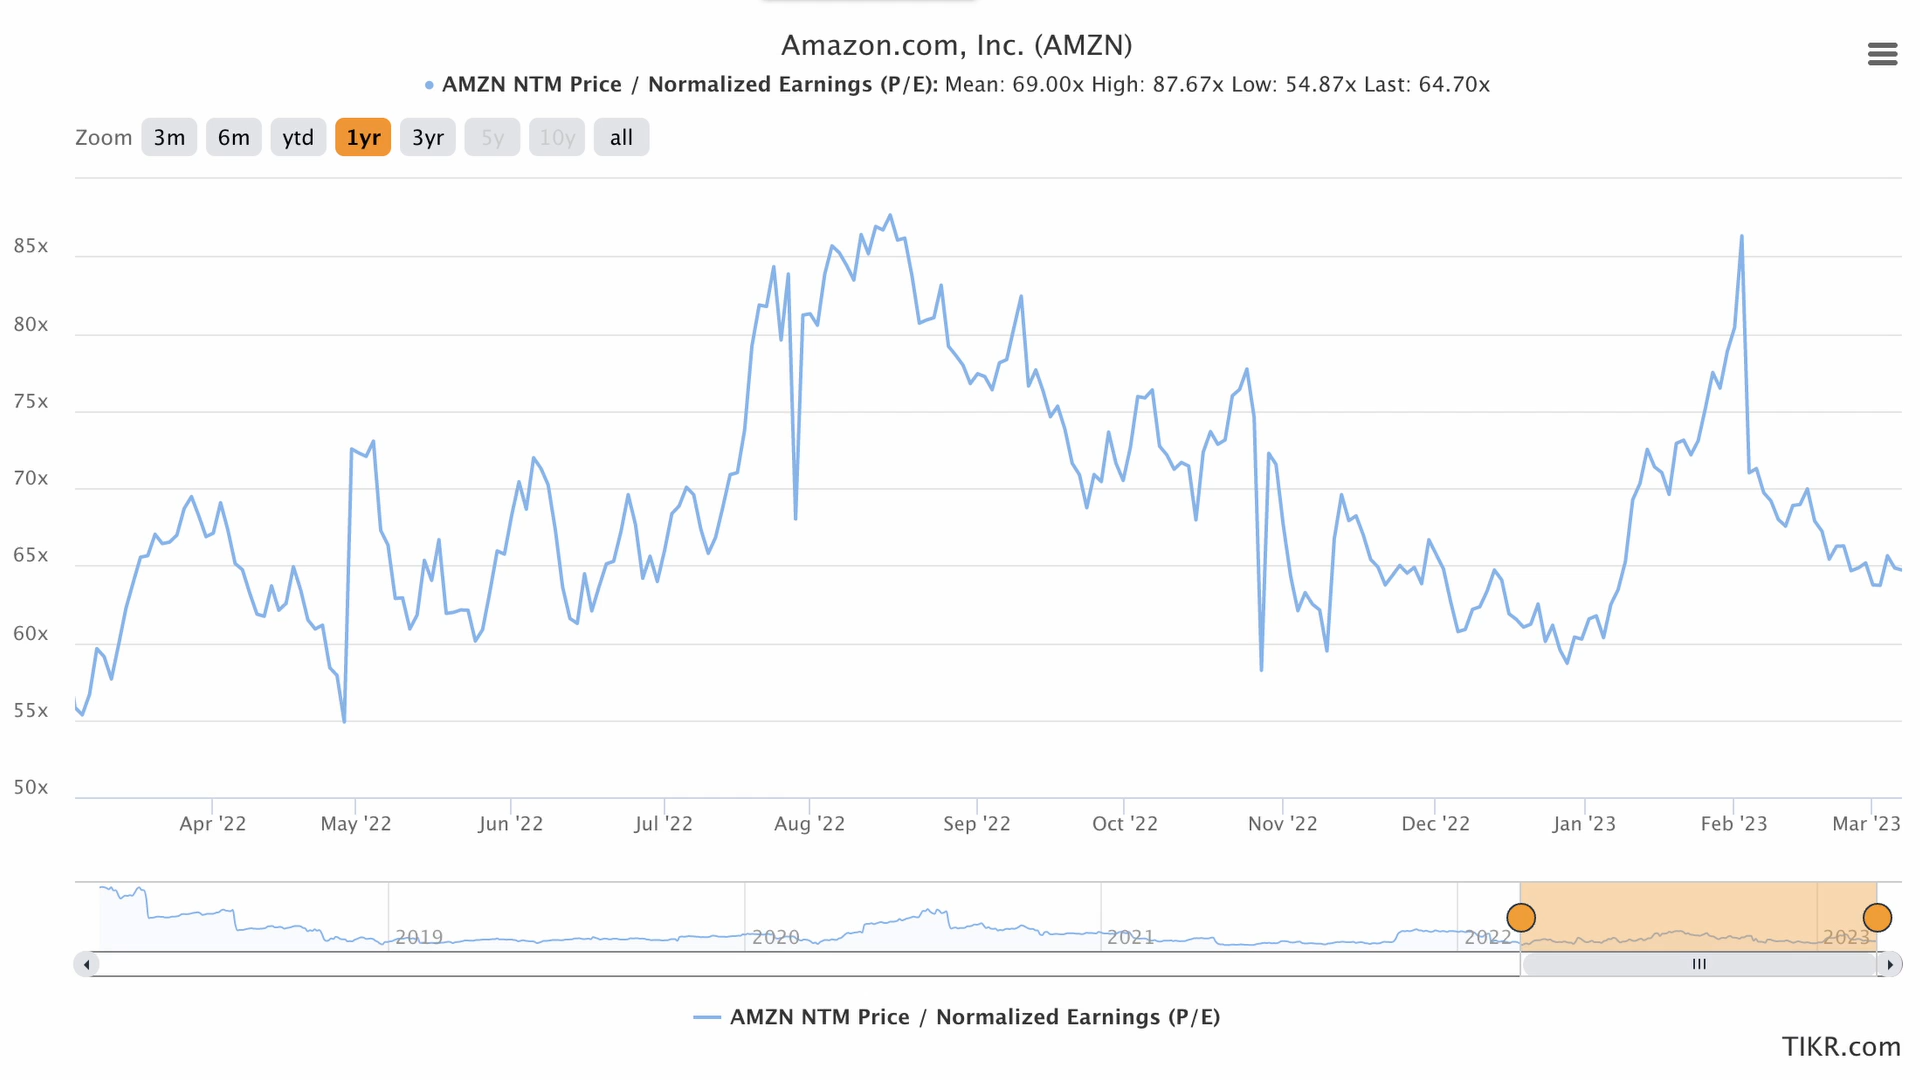 Amazon.com, Inc. (AMZN)
AMZN NTM Price / Normalized Earnings (P/E): Mean: 69.00x High: 87.67x Low: 54.87x Last: 64.70x
Zoom 3m 6m ytd 1yr 3yr 5y 10y all
85x
80x
75x
70x
65x
60x
55x
50x
Apr '22 May '22 Jun '22 Jul '22 Aug '22 Sep '22 Oct '22 Nov '22 Dec '22 Jan '23 Feb '23 Mar '23
2019 2020 2021 2022 2023
AMZN NTM Price / Normalized Earnings (P/E)
TIKR.com